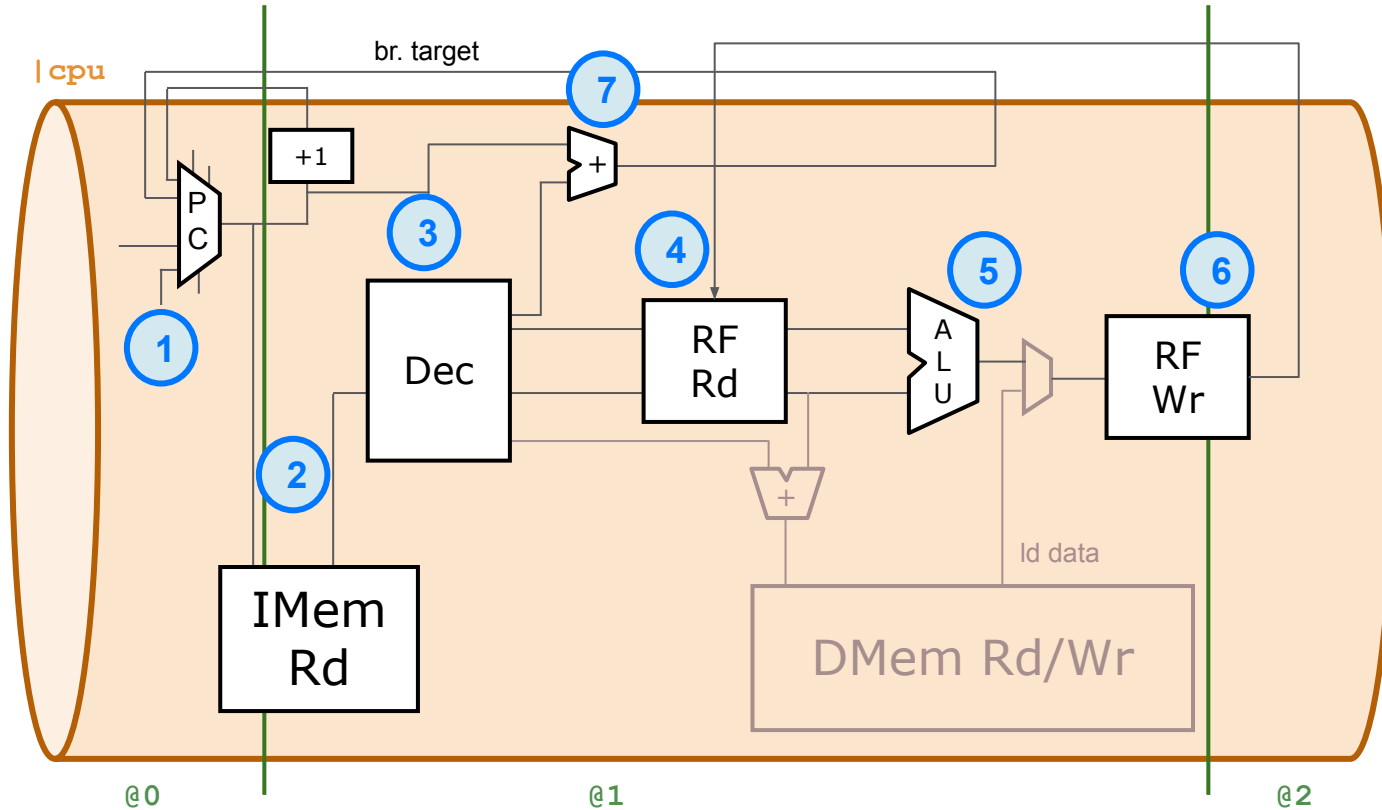 br. target
|cpu
7
+1
+
P
C
3
4
5
6
1
Dec
RF
Rd
A
L
U
RF
Wr
2
+
IMem
Rd
ld data
DMem Rd/Wr
@0
@1
@2